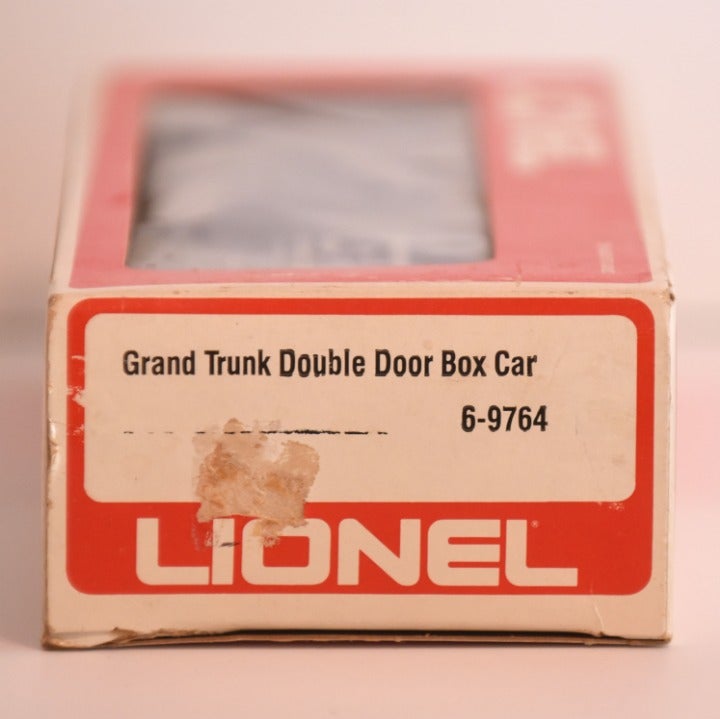 Grand Trunk Double Door Box Car
6-9764
LIONEL